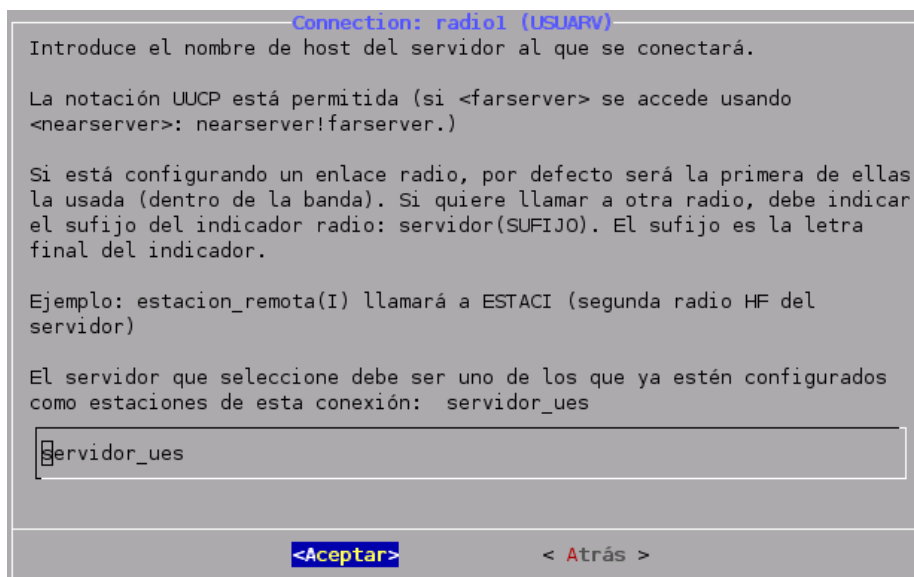 Connection: radio1 (USUARV)
Introduce el nombre de host del servidor al que se conectará.
La notación UUCP está permitida (si <farserver> se accede usando
<nearserver>: nearserver!farserver.)
Si está configurando un enlace radio, por defecto será la primera de ellas
la usada (dentro de la banda). Si quiere llamar a otra radio, debe indicar
el sufijo del indicador radio: servidor(SUFIJO). El sufijo es la letra
final del indicador.
Ejemplo: estacion_remota(I) llamará a ESTACI (segunda radio HF del
servidor)
El servidor que seleccione debe ser uno de los que ya estén configurados
como estaciones de esta conexión:  servidor_ues
servidor_ues
<Aceptar> < Atrás >